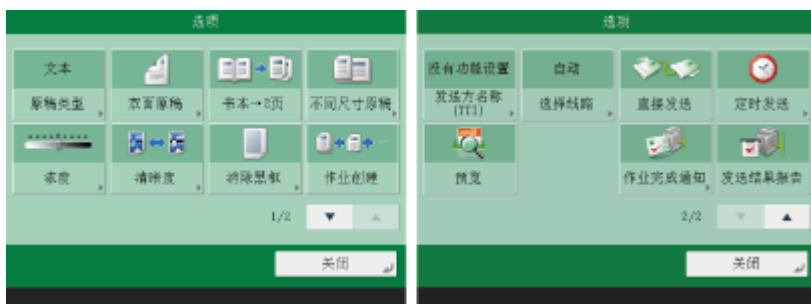 选项
文本
原稿类型
双面原稿
书本→2页
不同尺寸原稿
浓度
清晰度
消除黑框
作业创建
1/2
关闭
选项
没有功能设置
发送方名称
(TTI)
自动
选择线路
直接发送
定时发送
预览
作业完成通知
发送结果报告
2/2
关闭